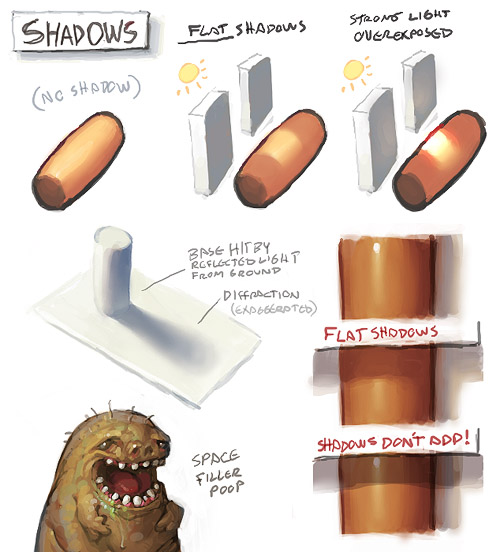 SHADOWS
(NO SHADOW)
FLAT SHADOWS
STRONG LIGHT
OVEREXPOSED
BASE HIT BY
REFLECTED LIGHT
FROM GROUND
DIFFRACTION
(EXAGGERATED)
FLAT SHADOWS
SHADOWS DON'T ADD!
SPACE
FILLER
POOP